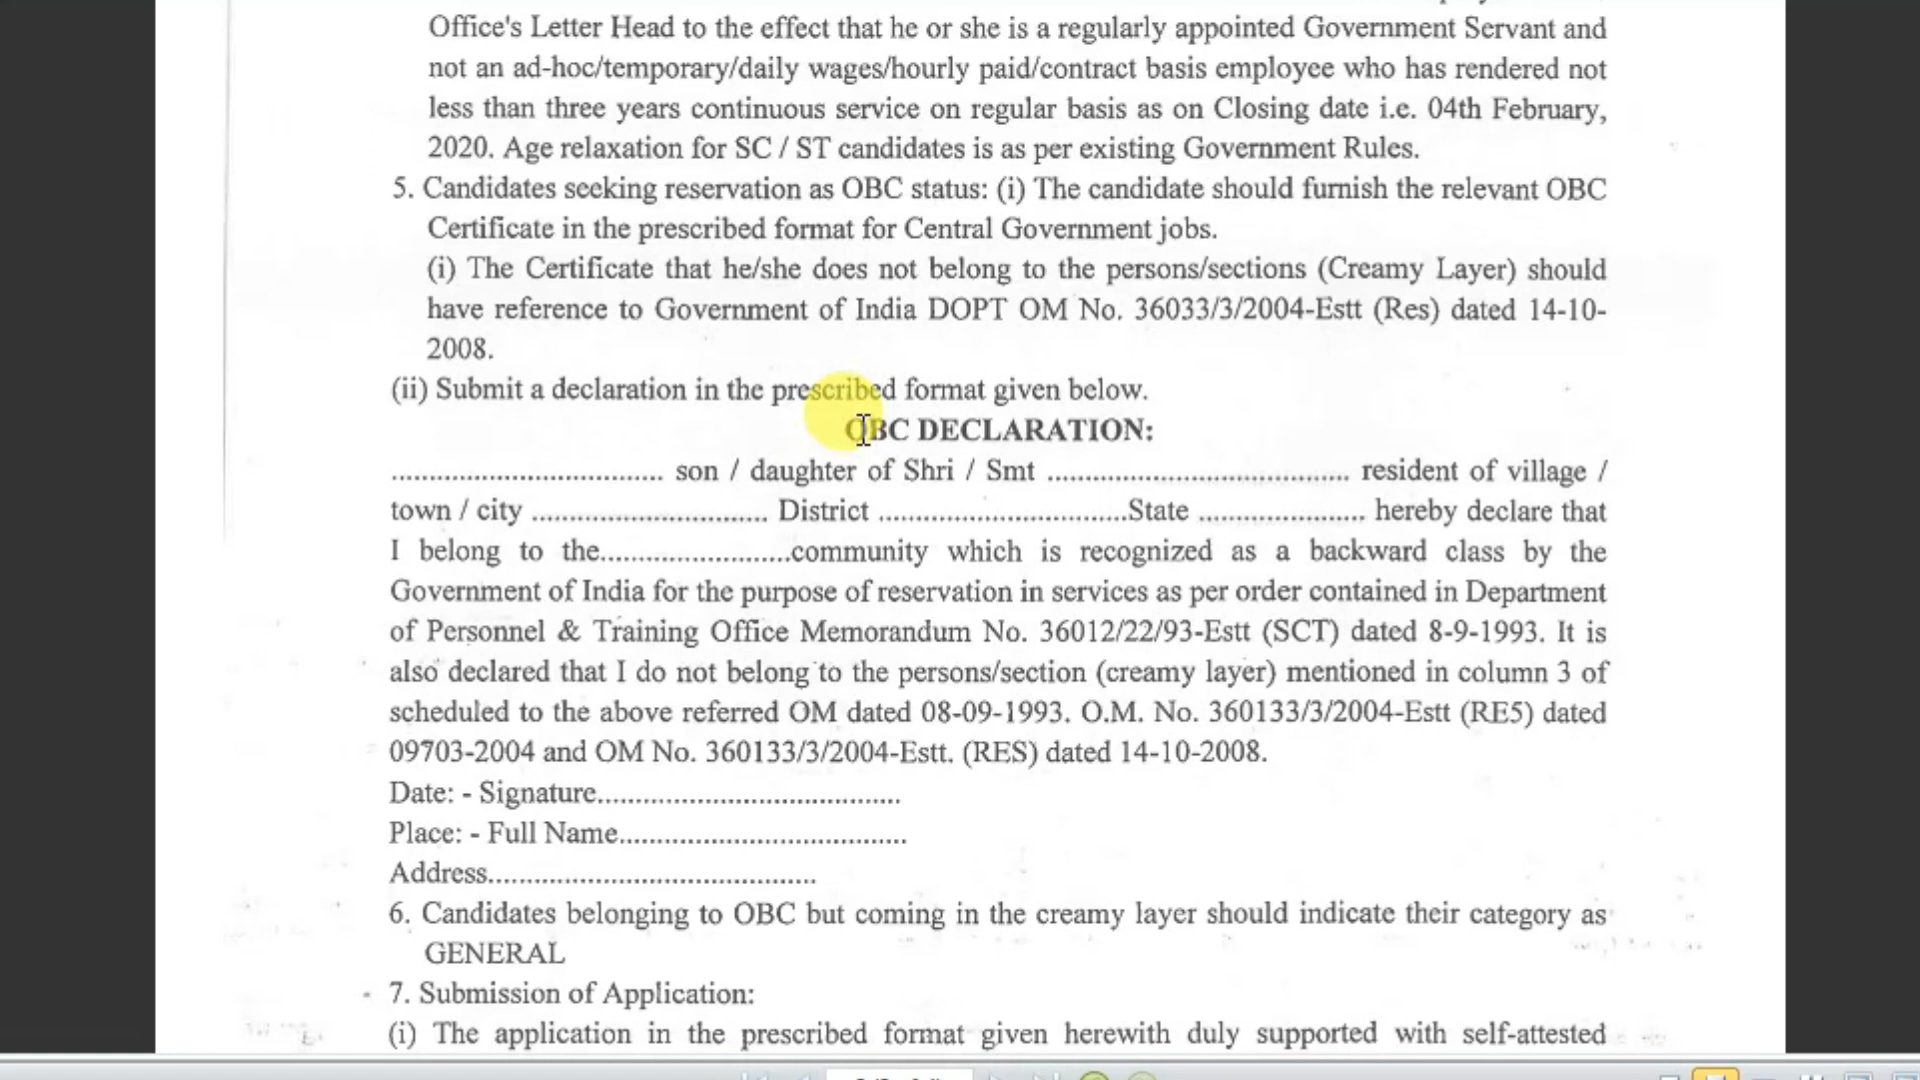 Office's Letter Head to the effect that he or she is a regularly appointed Government Servant and
not an ad-hoc/temporary/daily wages/hourly paid/contract basis employee who has rendered not
less than three years continuous service on regular basis as on Closing date i.e. 04th February,
2020. Age relaxation for SC / ST candidates is as per existing Government Rules.
5. Candidates seeking reservation as OBC status: (i) The candidate should furnish the relevant OBC
Certificate in the prescribed format for Central Government jobs.
(i) The Certificate that he/she does not belong to the persons/sections (Creamy Layer) should
have reference to Government of India DOPT OM No. 36033/3/2004-Estt (Res) dated 14-10-
2008.
(ii) Submit a declaration in the prescribed format given below.
OBC DECLARATION:
................................... son / daughter of Shri / Smt ....................................... resident of village /
town / city .............................. District ................................State ...................... hereby declare that
I belong to the.........................community which is recognized as a backward class by the
Government of India for the purpose of reservation in services as per order contained in Department
of Personnel & Training Office Memorandum No. 36012/22/93-Estt (SCT) dated 8-9-1993. It is
also declared that I do not belong to the persons/section (creamy layer) mentioned in column 3 of
scheduled to the above referred OM dated 08-09-1993. O.M. No. 360133/3/2004-Estt (RE5) dated
09703-2004 and OM No. 360133/3/2004-Estt. (RES) dated 14-10-2008.
Date: - Signature.......................................
Place: - Full Name.....................................
Address..........................................
6. Candidates belonging to OBC but coming in the creamy layer should indicate their category as
GENERAL
7. Submission of Application:
(i) The application in the prescribed format given herewith duly supported with self-attested